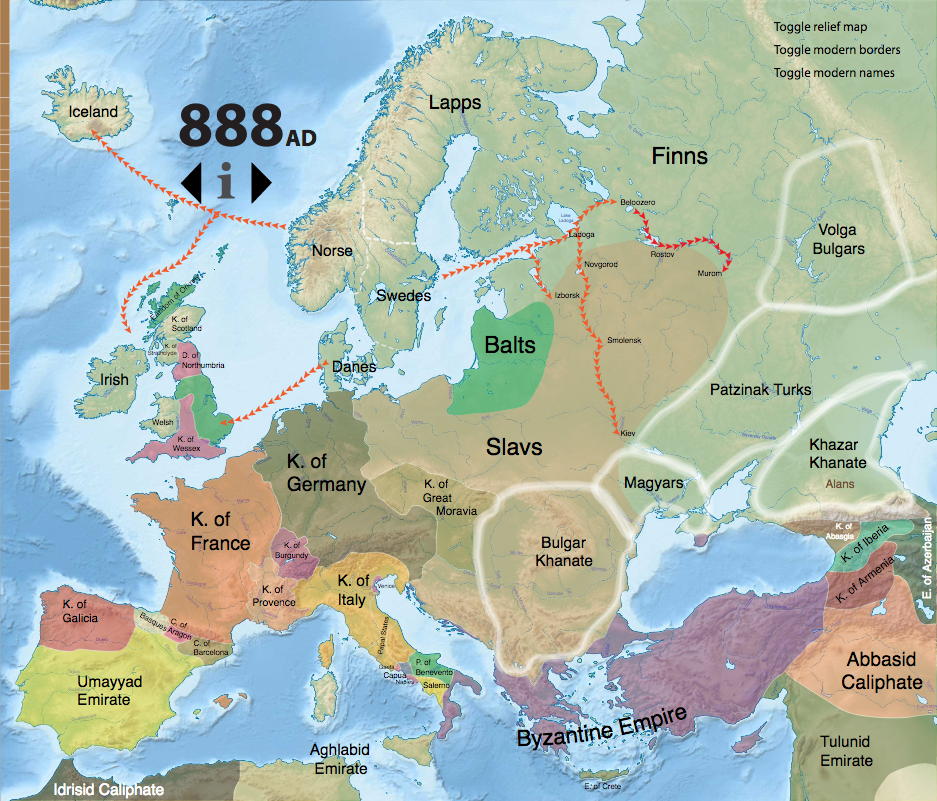 Toggle relief map
Toggle modern borders
Toggle modern names
Iceland
888 AD
i
Lapps
Finns
Beloozero
Lake
Ladoga
Ladoga
Volga
Bulgars
Norse
Rostov
Novgorod
Murom
Swedes
Izborsk
K. of
Scotland
K. of
Strathclyde
D. of
Northumbria
Smolensk
Balts
Irish
Danes
Patzinak Turks
Welsh
K. of
Wessex
Kiev
Slavs
Khazar
Khanate
Alans
K. of
Germany
K. of
Great
Moravia
Magyars
K. of
France
K. of
Burgundy
Bulgar
Khanate
K. of
Abasgia
K. of Iberia
E. of Azerbaijan
K. of Armenia
K. of
Provence
K. of
Italy
Venice
K. of
Galicia
Basques
C. of
Aragon
C. of
Barcelona
Papal States
P. of
Benevento
Gaeta
Capua
Naples
Salerno
Umayyad
Emirate
Abbasid
Caliphate
Byzantine Empire
Aghlabid
Emirate
Tulunid
Emirate
E. of Crete
Idrisid Caliphate